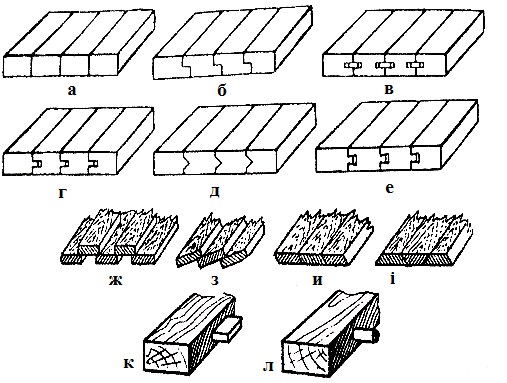 а б в
г д е
ж з и і
к л